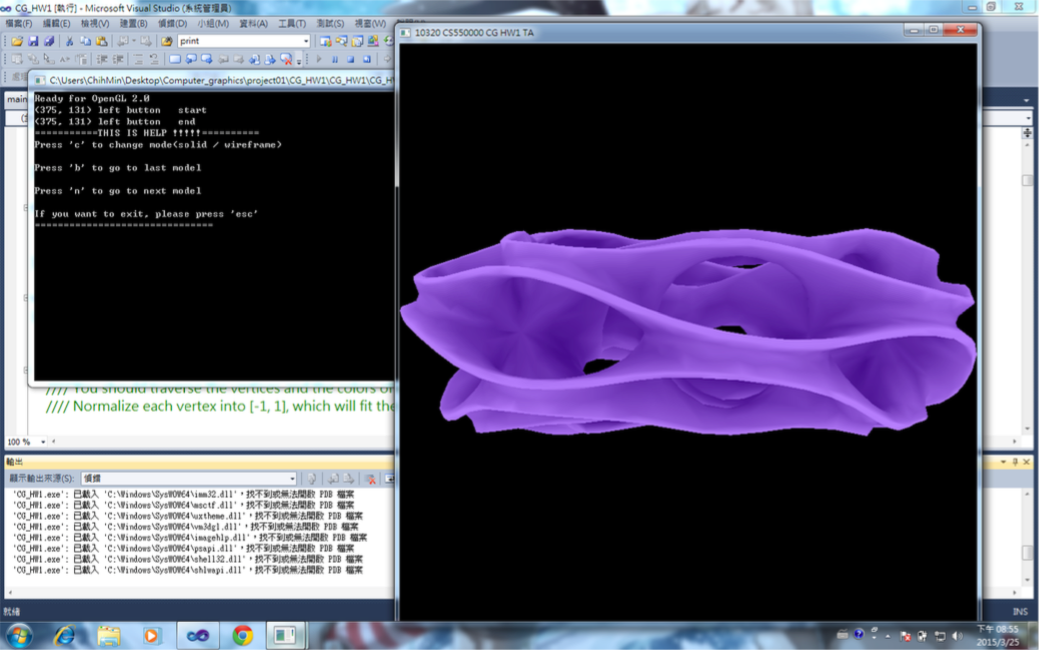 CG_HW1 [執行] - Microsoft Visual Studio (系統管理員)
檔案(F) 編輯(E) 檢視(V) 建置(B) 偵錯(D) 小組(M) 資料(A) 工具(T) 測試(S) 視窗(W)
print
10320 CS550000 CG HW1 TA
C:\Users\ChihMin\Desktop\Computer_graphics\project01\CG_HW1\CG_HW1\CG_H
main
Ready for OpenGL 2.0
(375, 131) left button start
(375, 131) left button end
===========THIS IS HELP !!!!!==========
Press 'c' to change mode(solid / wireframe)
Press 'b' to go to last model
Press 'n' to go to next model
If you want to exit, please press 'esc'
===============================
//// You should traverse the vertices and the colors of
//// Normalize each vertex into [-1, 1], which will fit the
100 %
輸出
顯示輸出來源(S): 偵錯
'CG_HW1.exe': 已載入 'C:\Windows\SysWOW64\imm32.dll'，找不到或無法開啟 PDB 檔案
'CG_HW1.exe': 已載入 'C:\Windows\SysWOW64\msctf.dll'，找不到或無法開啟 PDB 檔案
'CG_HW1.exe': 已載入 'C:\Windows\SysWOW64\uxtheme.dll'，找不到或無法開啟 PDB 檔案
'CG_HW1.exe': 已載入 'C:\Windows\SysWOW64\vm3dgl.dll'，找不到或無法開啟 PDB 檔案
'CG_HW1.exe': 已載入 'C:\Windows\SysWOW64\imagehlp.dll'，找不到或無法開啟 PDB 檔案
'CG_HW1.exe': 已載入 'C:\Windows\SysWOW64\psapi.dll'，找不到或無法開啟 PDB 檔案
'CG_HW1.exe': 已載入 'C:\Windows\SysWOW64\shell32.dll'，找不到或無法開啟 PDB 檔案
'CG_HW1.exe': 已載入 'C:\Windows\SysWOW64\shlwapi.dll'，找不到或無法開啟 PDB 檔案
就緒
INS
下午 08:55
2015/3/25